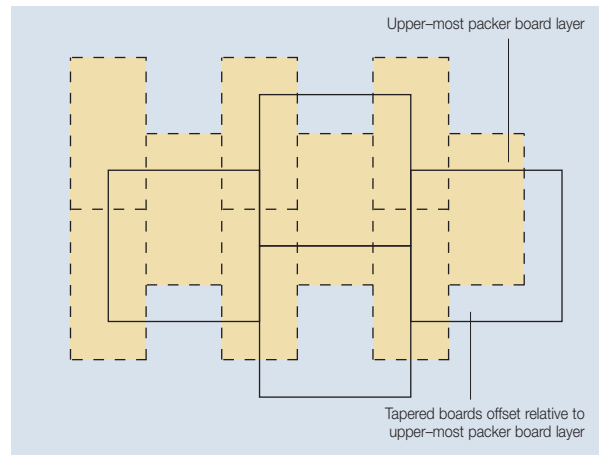 Upper–most packer board layer
Tapered boards offset relative to
upper–most packer board layer